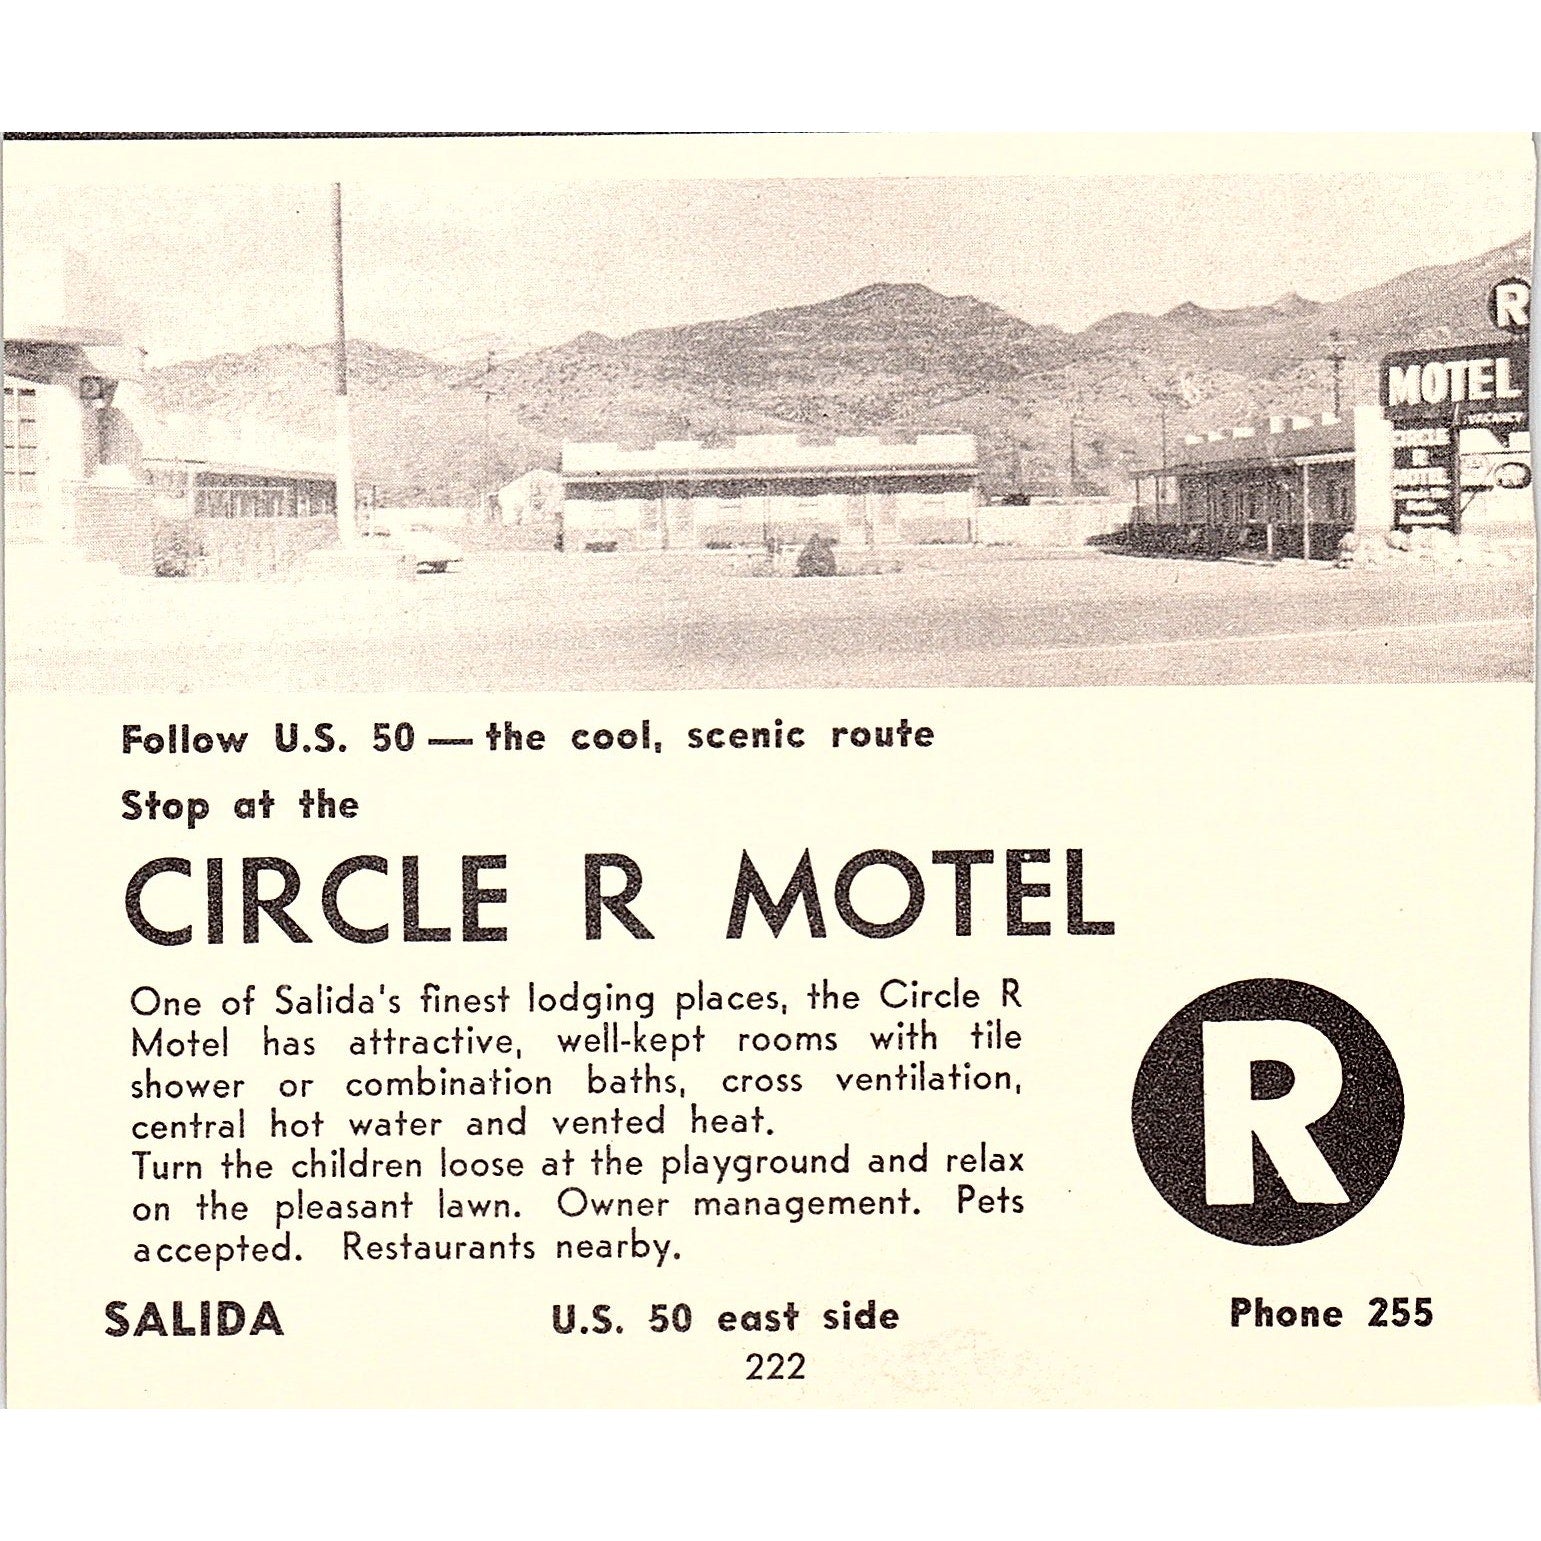 R
MOTEL
CIRCLE
R
MOTEL
Follow U.S. 50 — the cool, scenic route
Stop at the
CIRCLE R MOTEL
One of Salida's finest lodging places, the Circle R
Motel has attractive, well-kept rooms with tile
shower or combination baths, cross ventilation,
central hot water and vented heat.
Turn the children loose at the playground and relax
on the pleasant lawn. Owner management. Pets
accepted. Restaurants nearby.
R
SALIDA U.S. 50 east side Phone 255
222